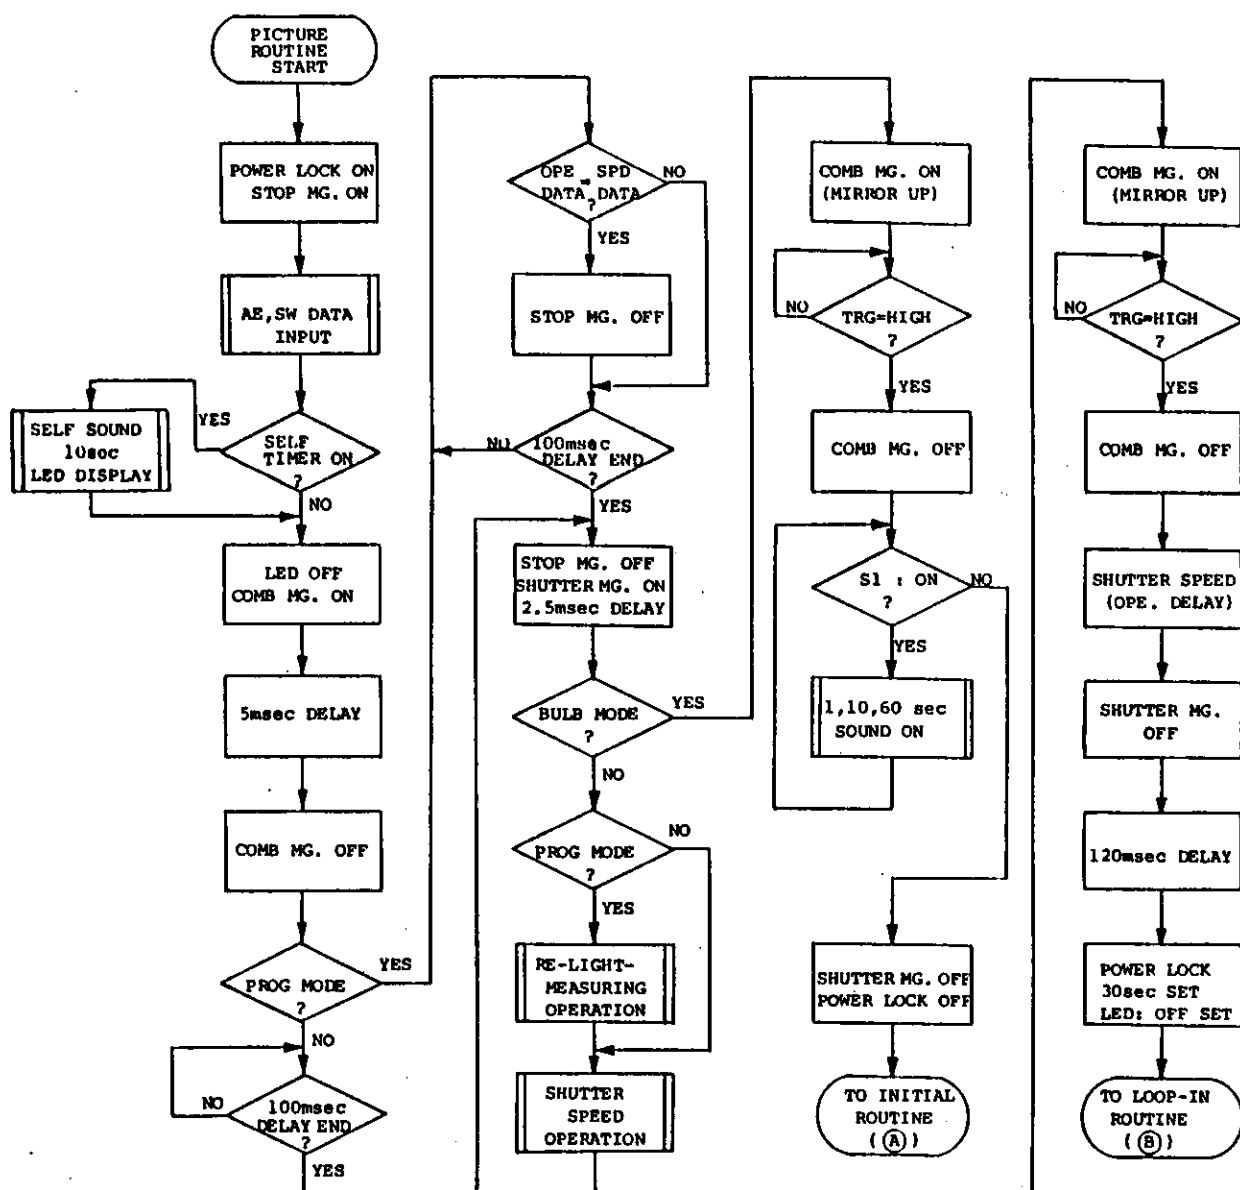 PICTURE
ROUTINE
START
POWER LOCK ON
STOP MG. ON
AE,SW DATA
INPUT
YES
SELF SOUND
10sec
LED DISPLAY
SELF
TIMER ON
?
NO
LED OFF
COMB MG. ON
5msec DELAY
COMB MG. OFF
PROG MODE
?
YES
NO
NO
100msec
DELAY END
?
YES
OPE = SPD
DATA DATA
?
NO
YES
STOP MG. OFF
NO
100msec
DELAY END
?
YES
STOP MG. OFF
SHUTTER MG. ON
2.5msec DELAY
BULB MODE
?
YES
NO
PROG MODE
?
NO
YES
RE-LIGHT-
MEASURING
OPERATION
SHUTTER
SPEED
OPERATION
COMB MG. ON
(MIRROR UP)
NO
TRG=HIGH
?
YES
COMB MG. OFF
S1 : ON
?
NO
YES
1,10,60 sec
SOUND ON
SHUTTER MG. OFF
POWER LOCK OFF
TO INITIAL
ROUTINE
(Ⓐ)
COMB MG. ON
(MIRROR UP)
NO
TRG=HIGH
?
YES
COMB MG. OFF
SHUTTER SPEED
(OPE. DELAY)
SHUTTER MG.
OFF
120msec DELAY
POWER LOCK
30sec SET
LED: OFF SET
TO LOOP-IN
ROUTINE
(Ⓑ)